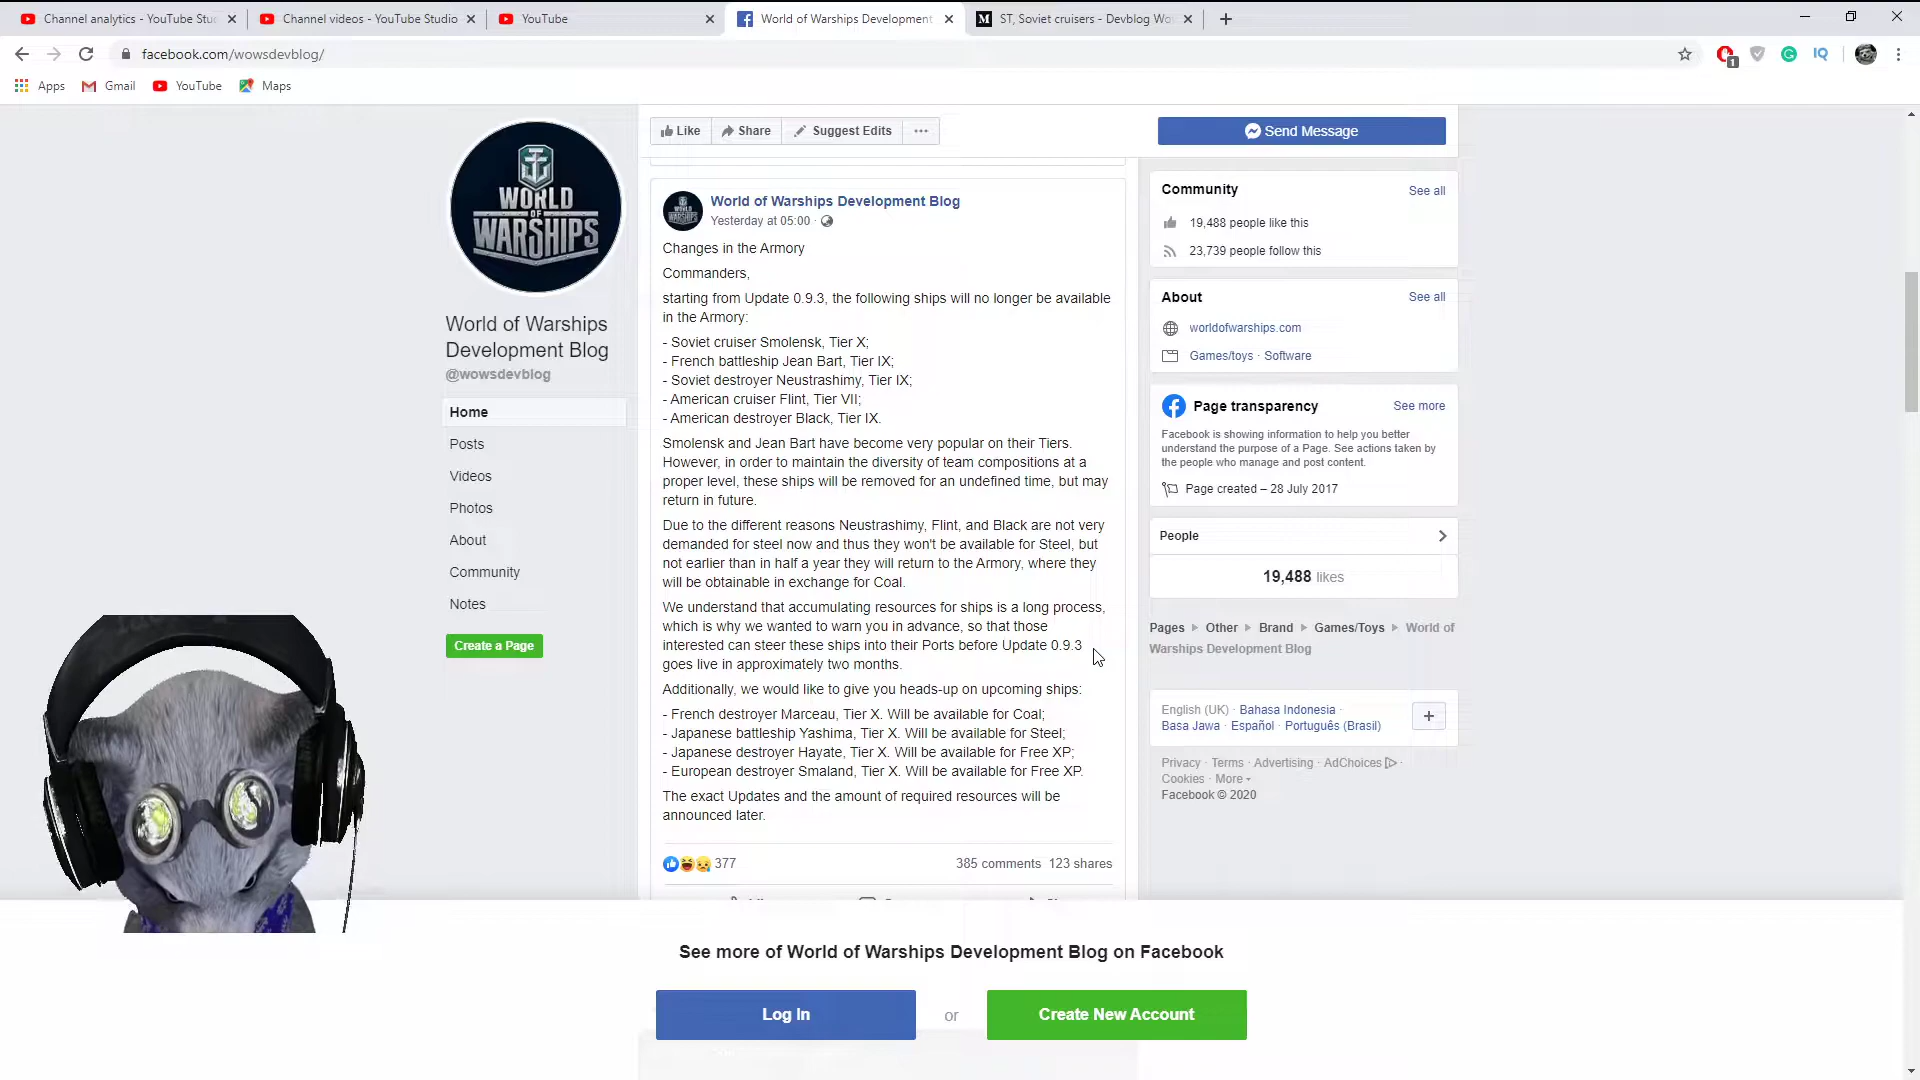 Channel analytics - YouTube Stu
Channel videos - YouTube Studio
YouTube
World of Warships Development
ST, Soviet cruisers - Devblog Wo
facebook.com/wowsdevblog/
1
IQ
Apps
Gmail
YouTube
Maps
WORLD
OF
WARSHIPS
World of Warships
Development Blog
@wowsdevblog
Home
Posts
Videos
Photos
About
Community
Notes
Create a Page
Like
Share
Suggest Edits
Send Message
World of Warships Development Blog
Yesterday at 05:00 ·
Changes in the Armory
Commanders,
starting from Update 0.9.3, the following ships will no longer be available
in the Armory:
- Soviet cruiser Smolensk, Tier X;
- French battleship Jean Bart, Tier IX;
- Soviet destroyer Neustrashimy, Tier IX;
- American cruiser Flint, Tier VII;
- American destroyer Black, Tier IX.
Smolensk and Jean Bart have become very popular on their Tiers.
However, in order to maintain the diversity of team compositions at a
proper level, these ships will be removed for an undefined time, but may
return in future.
Due to the different reasons Neustrashimy, Flint, and Black are not very
demanded for steel now and thus they won't be available for Steel, but
not earlier than in half a year they will return to the Armory, where they
will be obtainable in exchange for Coal.
We understand that accumulating resources for ships is a long process,
which is why we wanted to warn you in advance, so that those
interested can steer these ships into their Ports before Update 0.9.3
goes live in approximately two months.
Additionally, we would like to give you heads-up on upcoming ships:
- French destroyer Marceau, Tier X. Will be available for Coal;
- Japanese battleship Yashima, Tier X. Will be available for Steel;
- Japanese destroyer Hayate, Tier X. Will be available for Free XP;
- European destroyer Smaland, Tier X. Will be available for Free XP.
The exact Updates and the amount of required resources will be
announced later.
377
385 comments 123 shares
Community
See all
19,488 people like this
23,739 people follow this
About
See all
worldofwarships.com
Games/toys · Software
Page transparency
See more
Facebook is showing information to help you better
understand the purpose of a Page. See actions taken by
the people who manage and post content.
Page created – 28 July 2017
People
19,488 likes
Pages Other Brand Games/Toys World of
Warships Development Blog
English (UK) · Bahasa Indonesia ·
Basa Jawa · Español · Português (Brasil)
Privacy · Terms · Advertising · AdChoices ·
Cookies · More
Facebook © 2020
See more of World of Warships Development Blog on Facebook
Log In
or
Create New Account